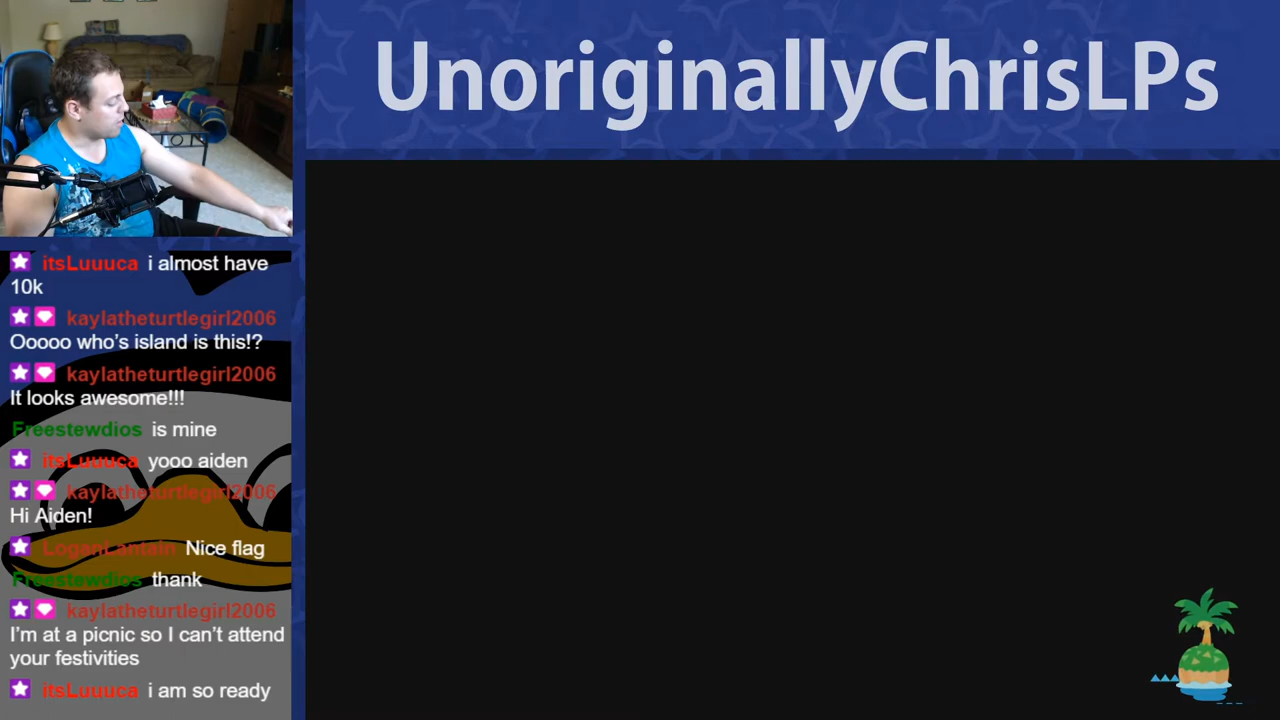 UnoriginallyChrisLPs
itsLuuuca i almost have
10k
kaylatheturtlegirl2006
Ooooo who's island is this!?
kaylatheturtlegirl2006
It looks awesome!!!
Freestewdios is mine
itsLuuuca yooo aiden
kaylatheturtlegirl2006
Hi Aiden!
LoganLantain Nice flag
Freestewdios thank
kaylatheturtlegirl2006
I'm at a picnic so I can't attend
your festivities
itsLuuuca i am so ready